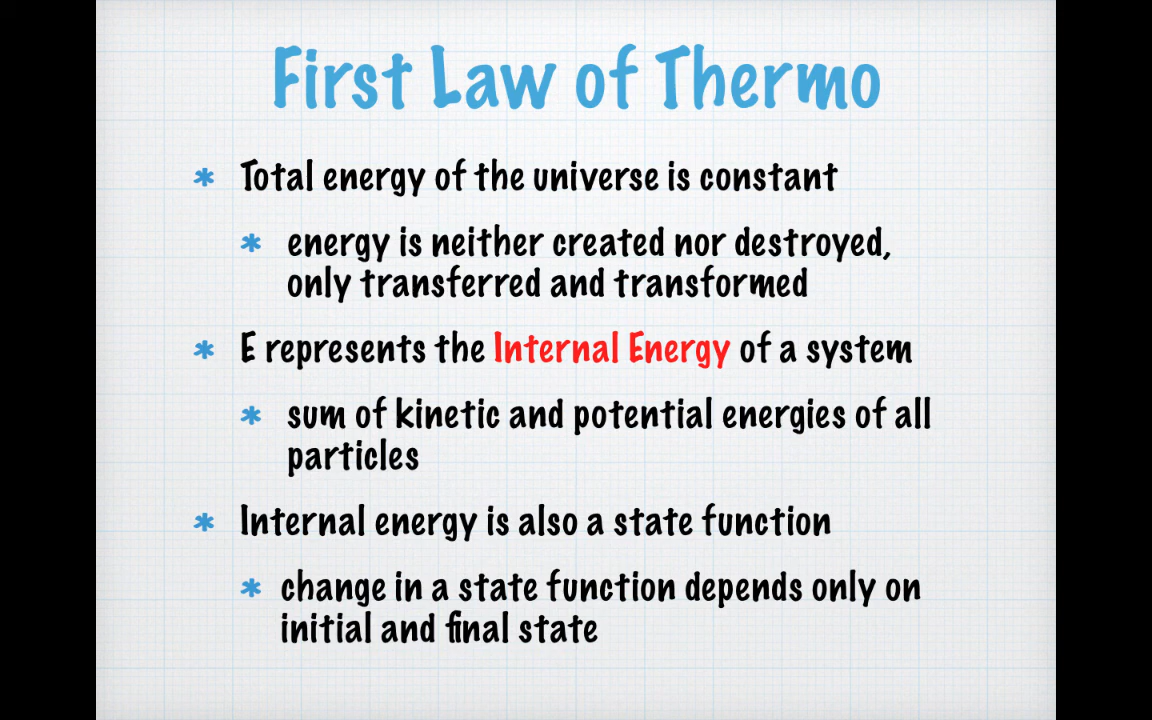 First Law of Thermo
* Total energy of the universe is constant
* energy is neither created nor destroyed,
only transferred and transformed
* E represents the Internal Energy of a system
* sum of kinetic and potential energies of all
particles
* Internal energy is also a state function
* change in a state function depends only on
initial and final state